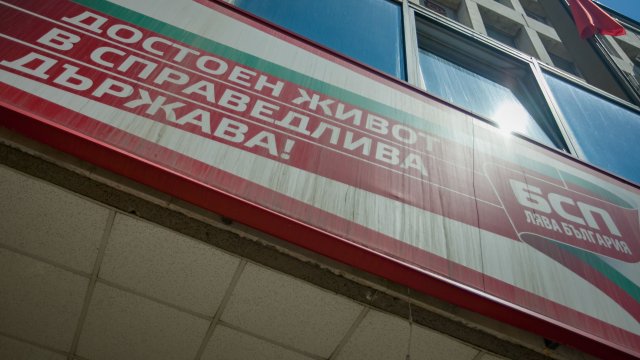 ДОСТОЕН ЖИВОТ
В СПРАВЕДЛИВА
ДЪРЖАВА!
БСП
ЛЯВА БЪЛГАРИЯ